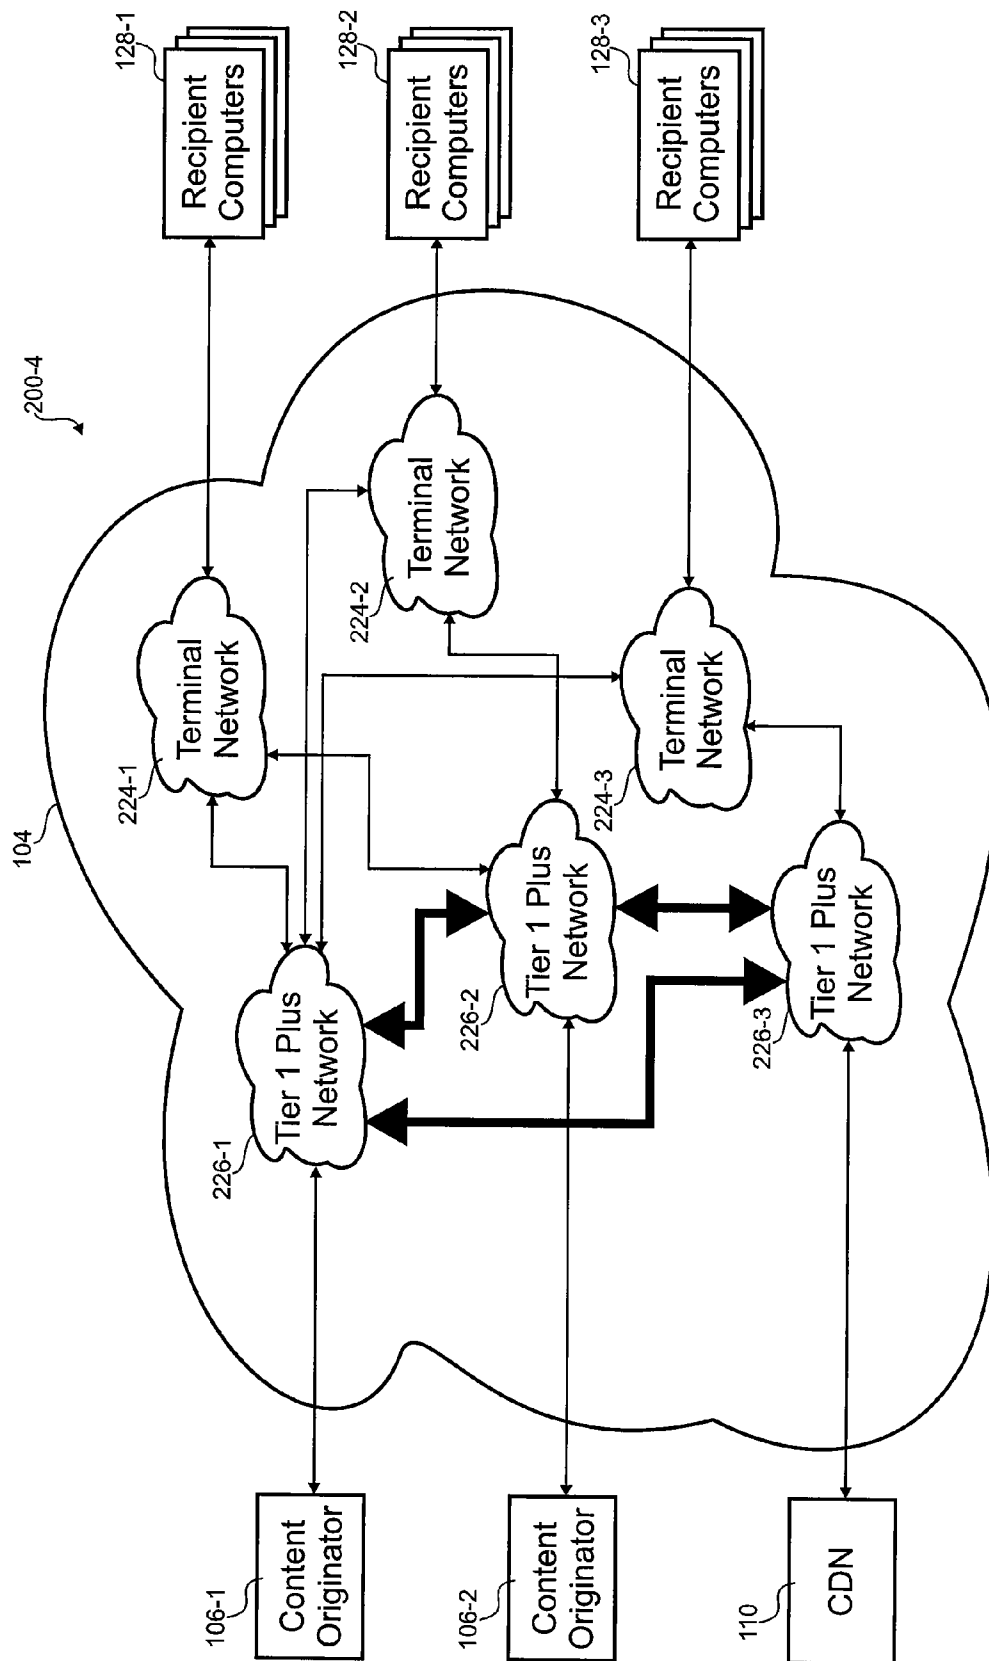 200-4
104
128-1
Recipient
Computers
128-2
Recipient
Computers
128-3
Recipient
Computers
224-1
Terminal
Network
224-2
Terminal
Network
224-3
Terminal
Network
226-1
Tier 1 Plus
Network
226-2
Tier 1 Plus
Network
226-3
Tier 1 Plus
Network
106-1
Content
Originator
106-2
Content
Originator
110
CDN